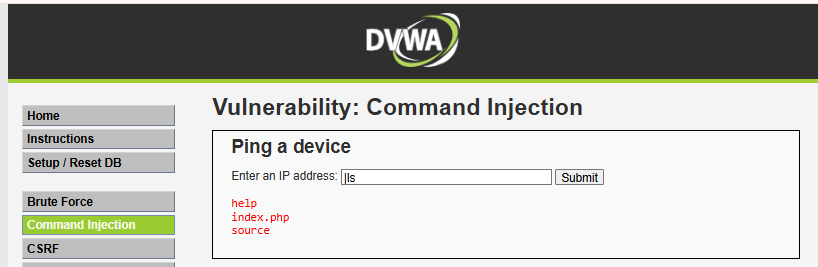 DVWA
Home
Instructions
Setup / Reset DB
Brute Force
Command Injection
CSRF
Vulnerability: Command Injection
Ping a device
Enter an IP address: |ls Submit
help
index.php
source